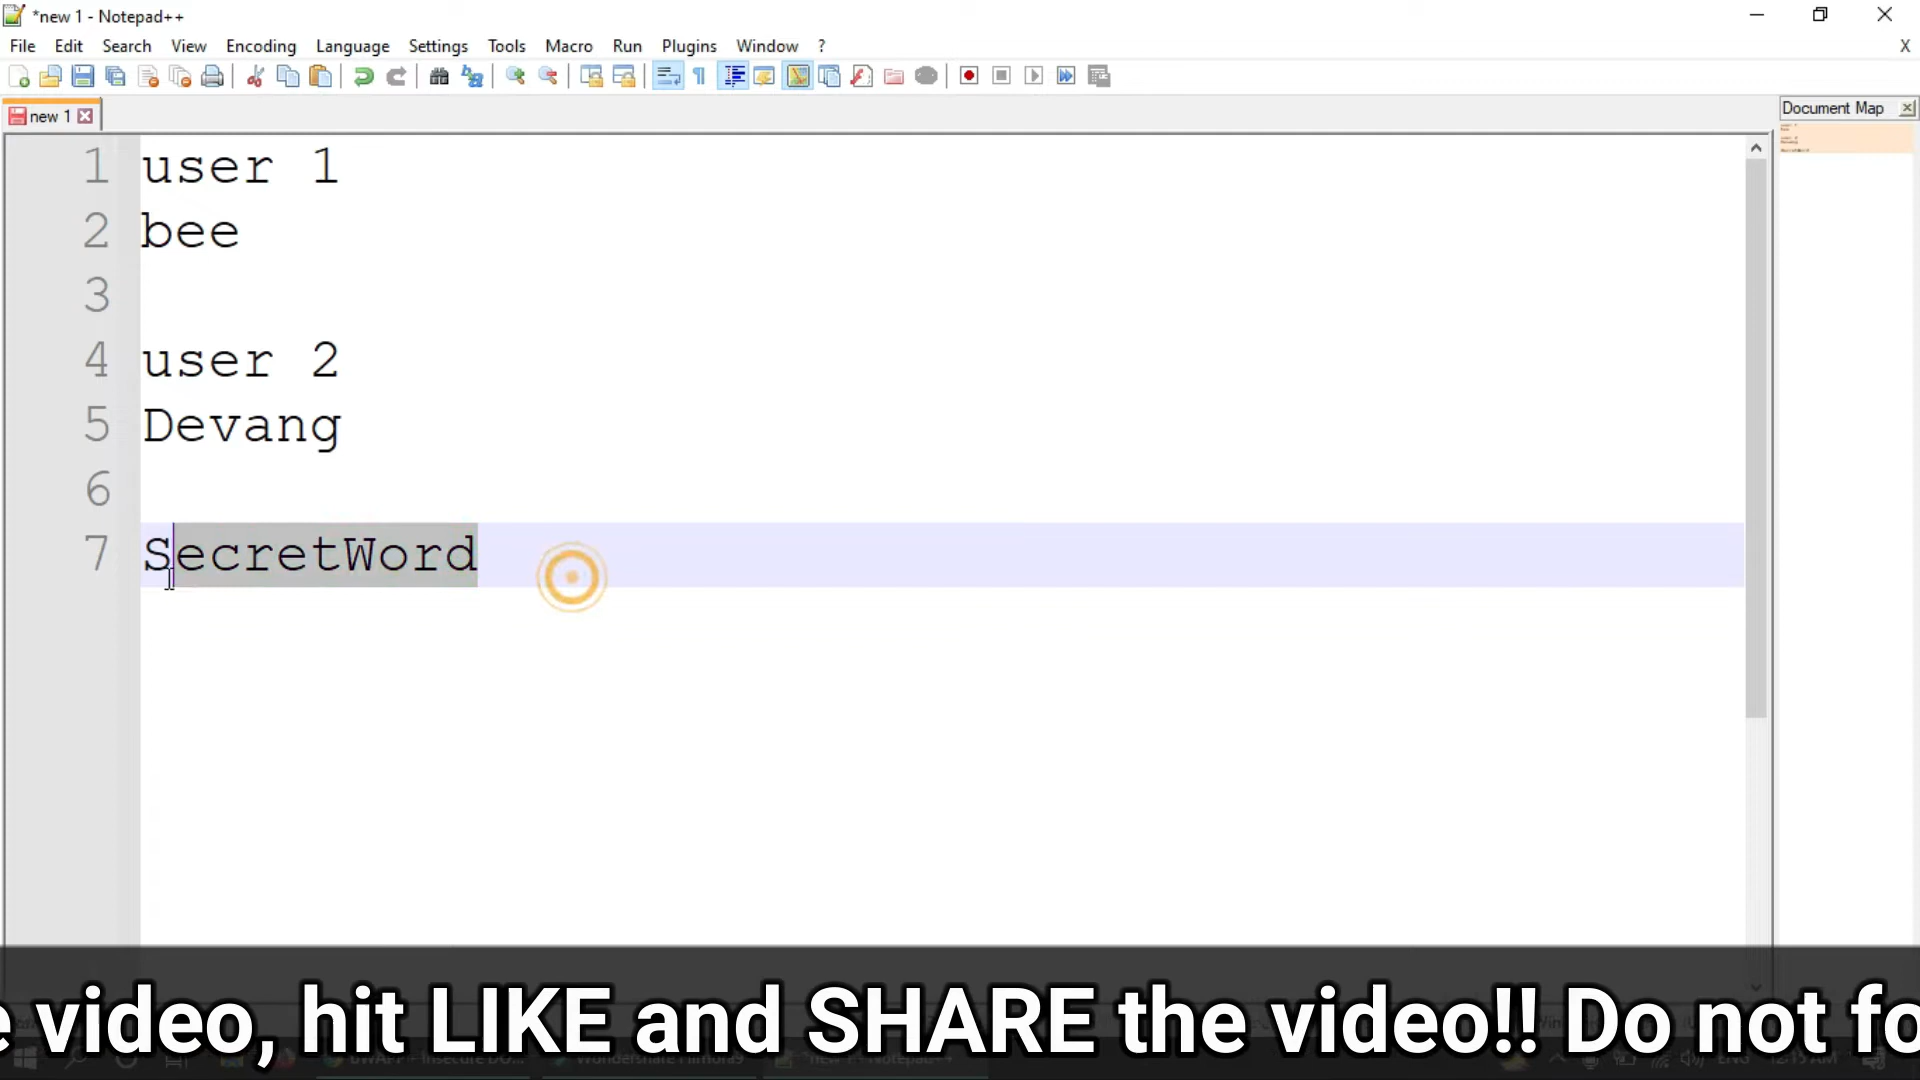 *new 1 - Notepad++
File Edit Search View Encoding Language Settings Tools Macro Run Plugins Window ? X
new 1
Document Map
1 user 1
2 bee
3
4 user 2
5 Devang
6
7 SecretWord
video, hit LIKE and SHARE the video!! Do not